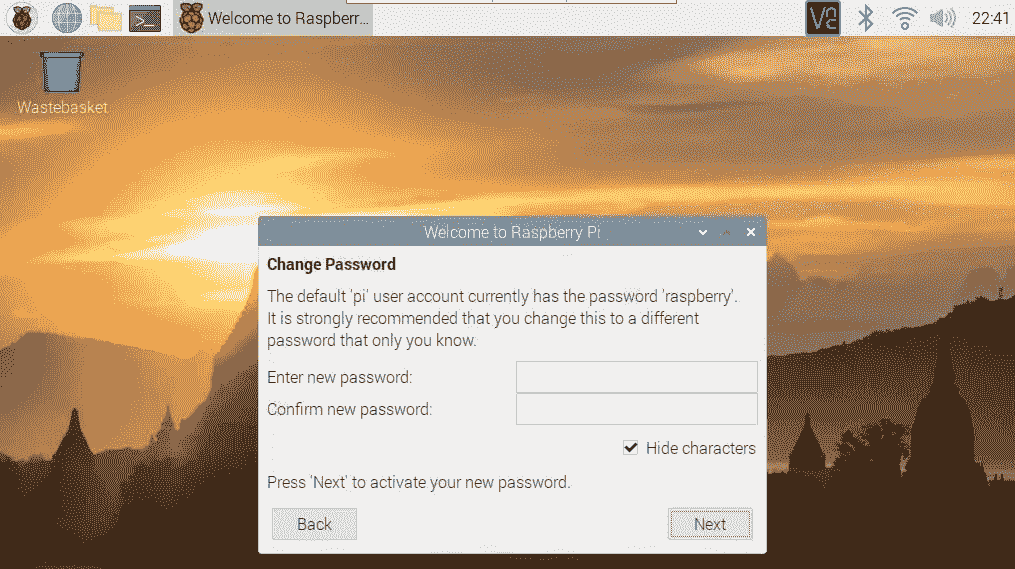 Welcome to Raspberr...
22:41
Wastebasket
Welcome to Raspberry Pi
Change Password
The default 'pi' user account currently has the password 'raspberry'.
It is strongly recommended that you change this to a different
password that only you know.
Enter new password:
Confirm new password:
Hide characters
Press 'Next' to activate your new password.
Back
Next